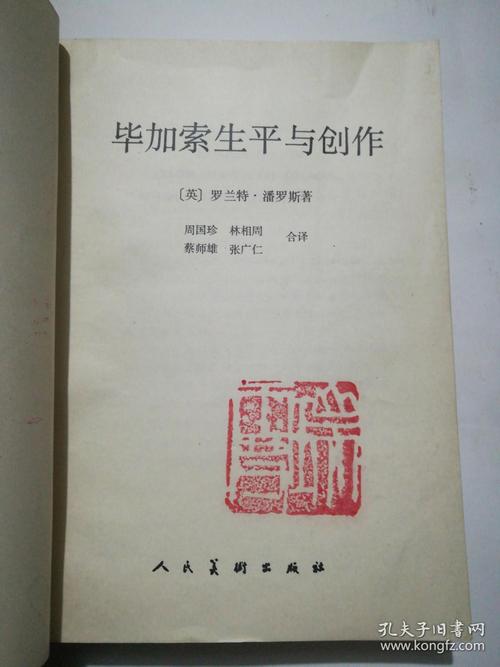 毕加索生平与创作
〔英〕罗兰特·潘罗斯著
周国珍 林相周
蔡师雄 张广仁 合译
人民美術出版社
孔夫子旧书网
www.kongfz.com